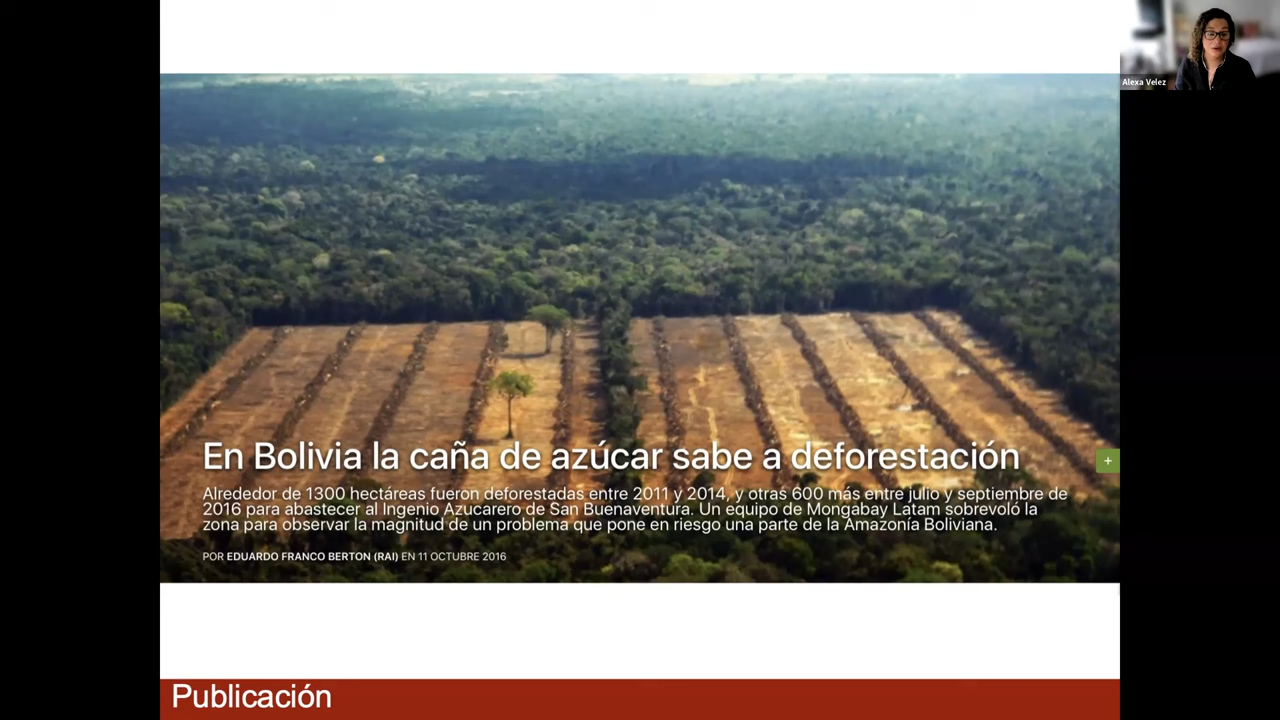 Alexa Velez
En Bolivia la caña de azúcar sabe a deforestación
Alrededor de 1300 hectáreas fueron deforestadas entre 2011 y 2014, y otras 600 más entre julio y septiembre de
2016 para abastecer al Ingenio Azucarero de San Buenaventura. Un equipo de Mongabay Latam sobrevoló la
zona para observar la magnitud de un problema que pone en riesgo una parte de la Amazonía Boliviana.
POR EDUARDO FRANCO BERTON (RAI) EN 11 OCTUBRE 2016
+
Publicación